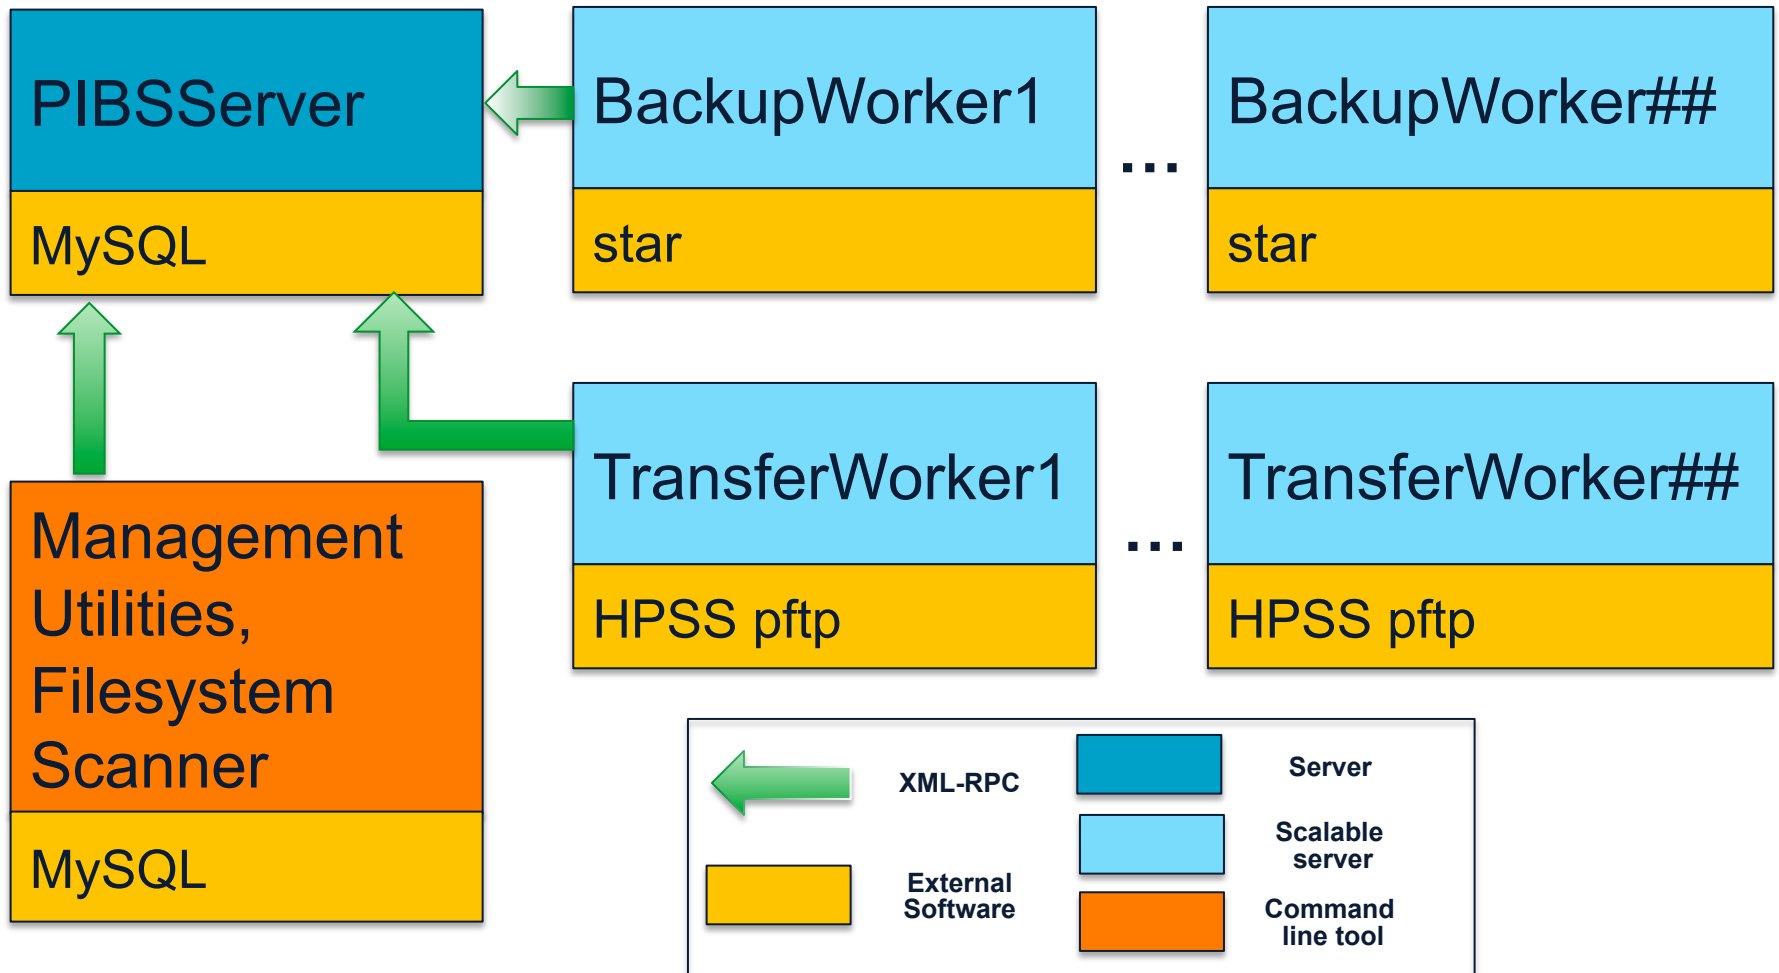 PIBSServer
MySQL
BackupWorker1
star
...
BackupWorker##
star
Management
Utilities,
Filesystem
Scanner
MySQL
TransferWorker1
HPSS pftp
...
TransferWorker##
HPSS pftp
XML-RPC
External
Software
Server
Scalable
server
Command
line tool